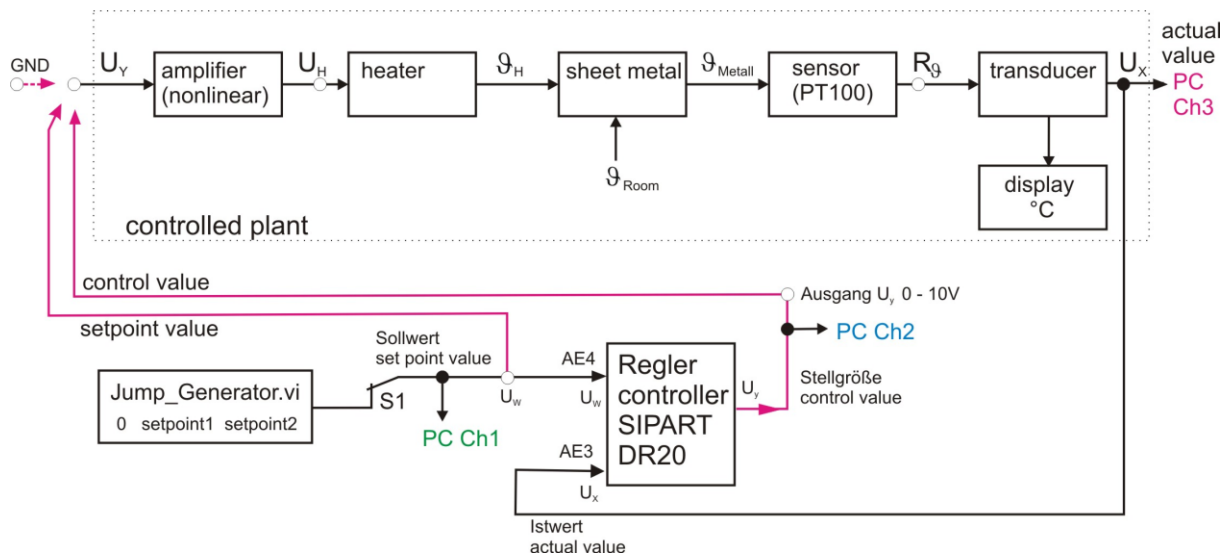 GND
U_Y
amplifier
(nonlinear)
U_H
heater
ϑ_H
sheet metal
ϑ_Metall
sensor
(PT100)
R_ϑ
transducer
U_X
actual
value
PC
Ch3
ϑ_Room
display
°C
controlled plant
control value
setpoint value
Ausgang U_y 0 - 10V
PC Ch2
Sollwert
set point value
Jump_Generator.vi
0 setpoint1 setpoint2
S1
PC Ch1
U_w
AE4
U_w
AE3
U_x
Regler
controller
SIPART
DR20
U_y
Stellgröße
control value
Istwert
actual value